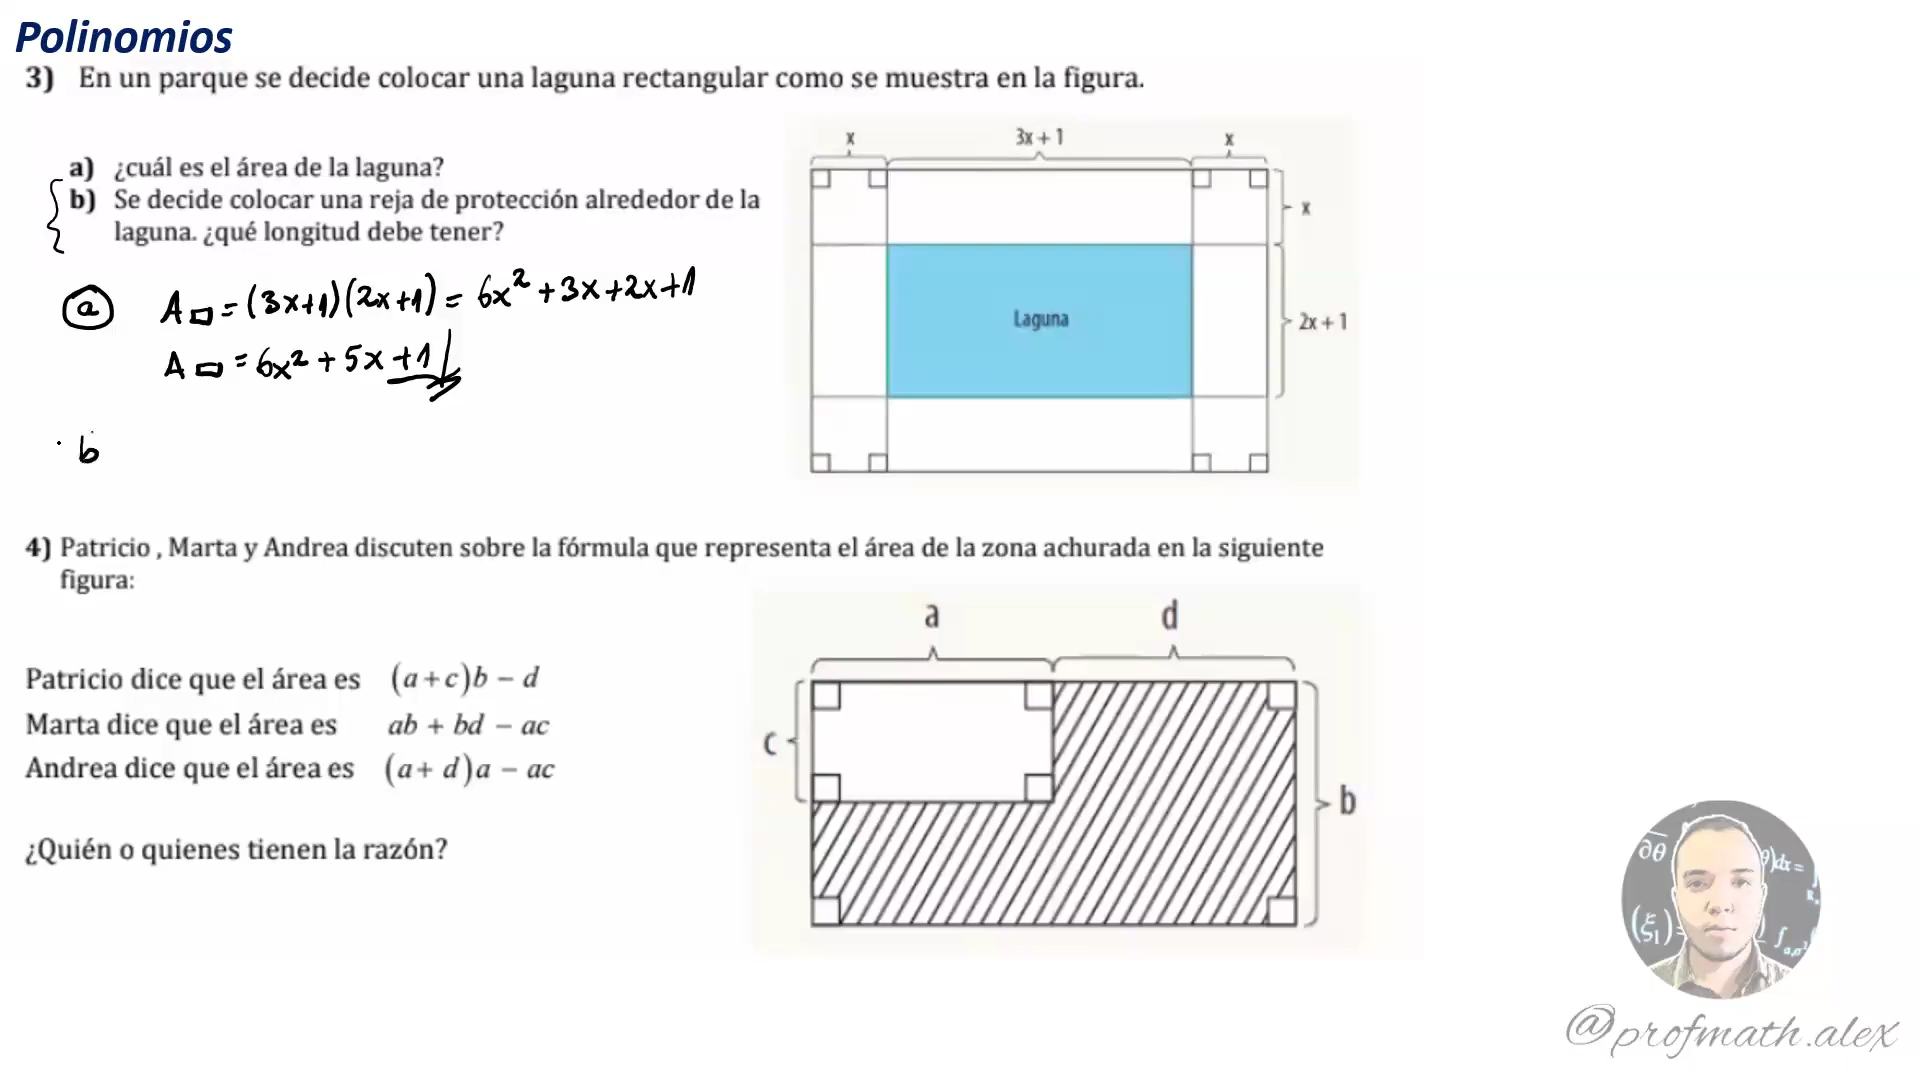 Polinomios
3) En un parque se decide colocar una laguna rectangular como se muestra en la figura.
a) ¿cuál es el área de la laguna?
b) Se decide colocar una reja de protección alrededor de la
laguna. ¿qué longitud debe tener?
x 3x + 1 x
x
Laguna
2x + 1
a A▭ = (3x+1)(2x+1) = 6x² + 3x + 2x + 1
A▭ = 6x² + 5x + 1
b
4) Patricio , Marta y Andrea discuten sobre la fórmula que representa el área de la zona achurada en la siguiente
figura:
Patricio dice que el área es (a + c)b − d
Marta dice que el área es ab + bd − ac
Andrea dice que el área es (a + d)a − ac
¿Quién o quienes tienen la razón?
a d
c
b
@profmath.alex